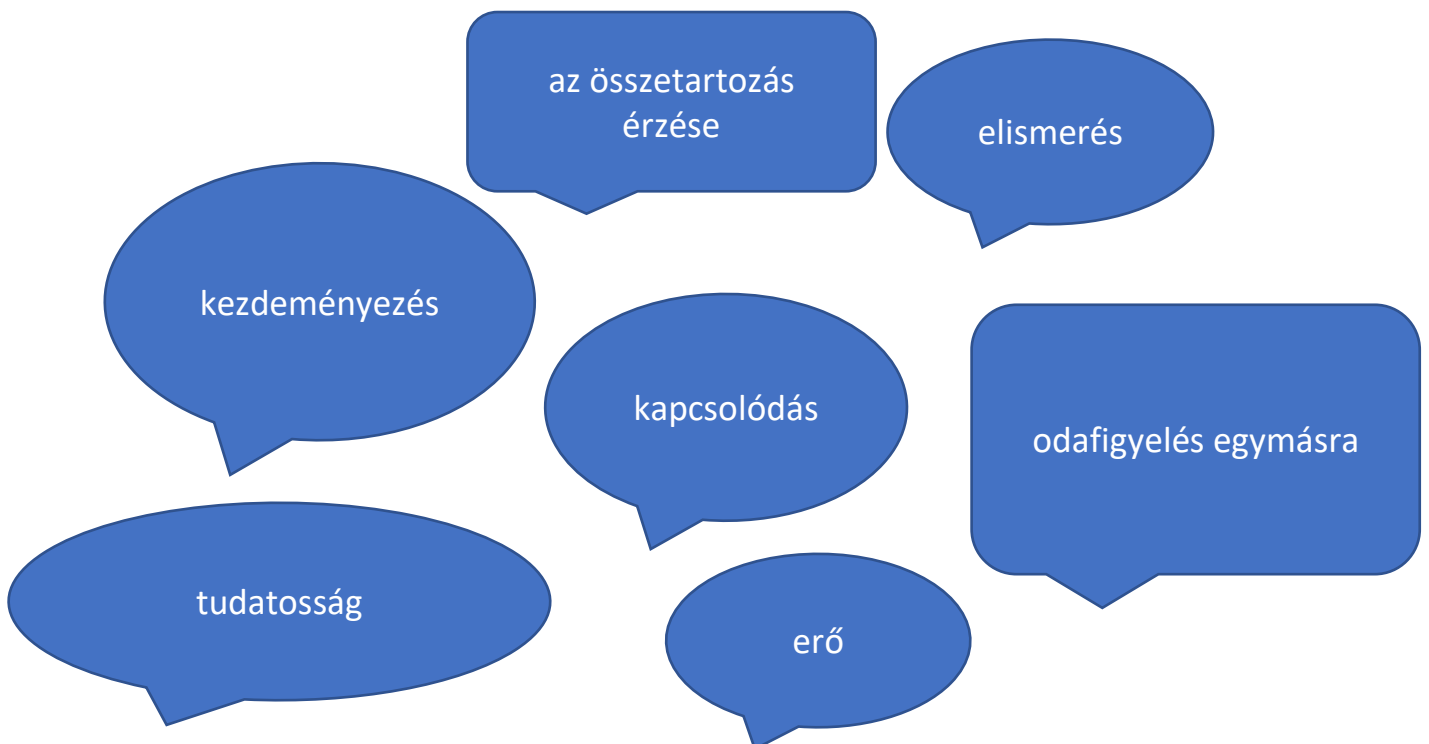 az összetartozás
érzése
elismerés
kezdeményezés
kapcsolódás
odafigyelés egymásra
tudatosság
erő